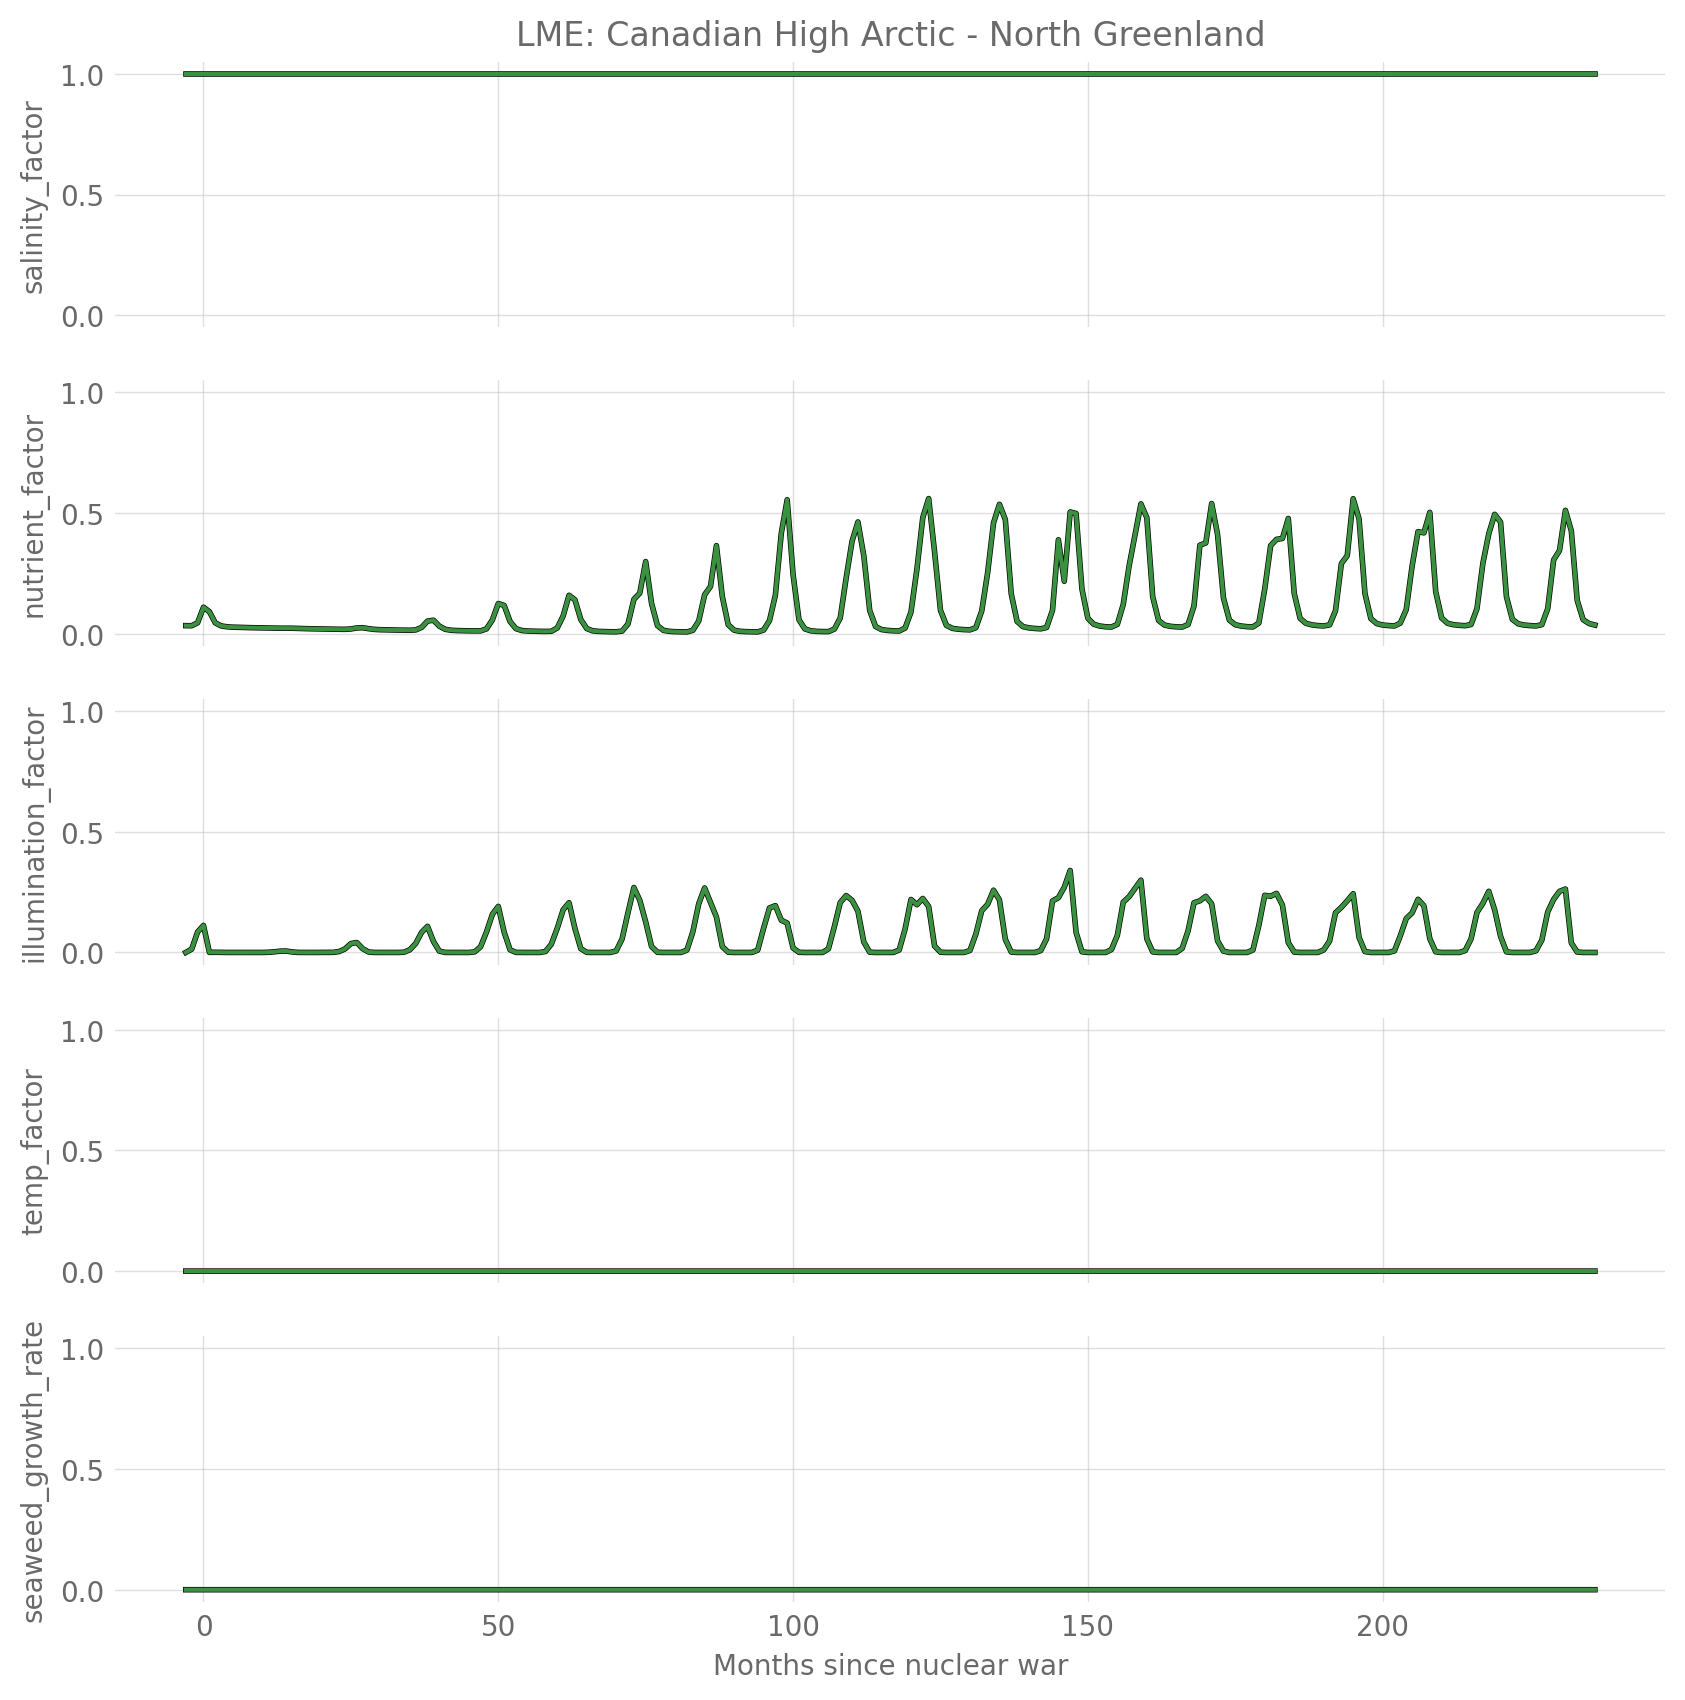 LME: Canadian High Arctic - North Greenland
1.0
0.5
0.0
salinity_factor
1.0
0.5
0.0
nutrient_factor
1.0
0.5
0.0
illumination_factor
1.0
0.5
0.0
temp_factor
1.0
0.5
0.0
seaweed_growth_rate
0 50 100 150 200
Months since nuclear war